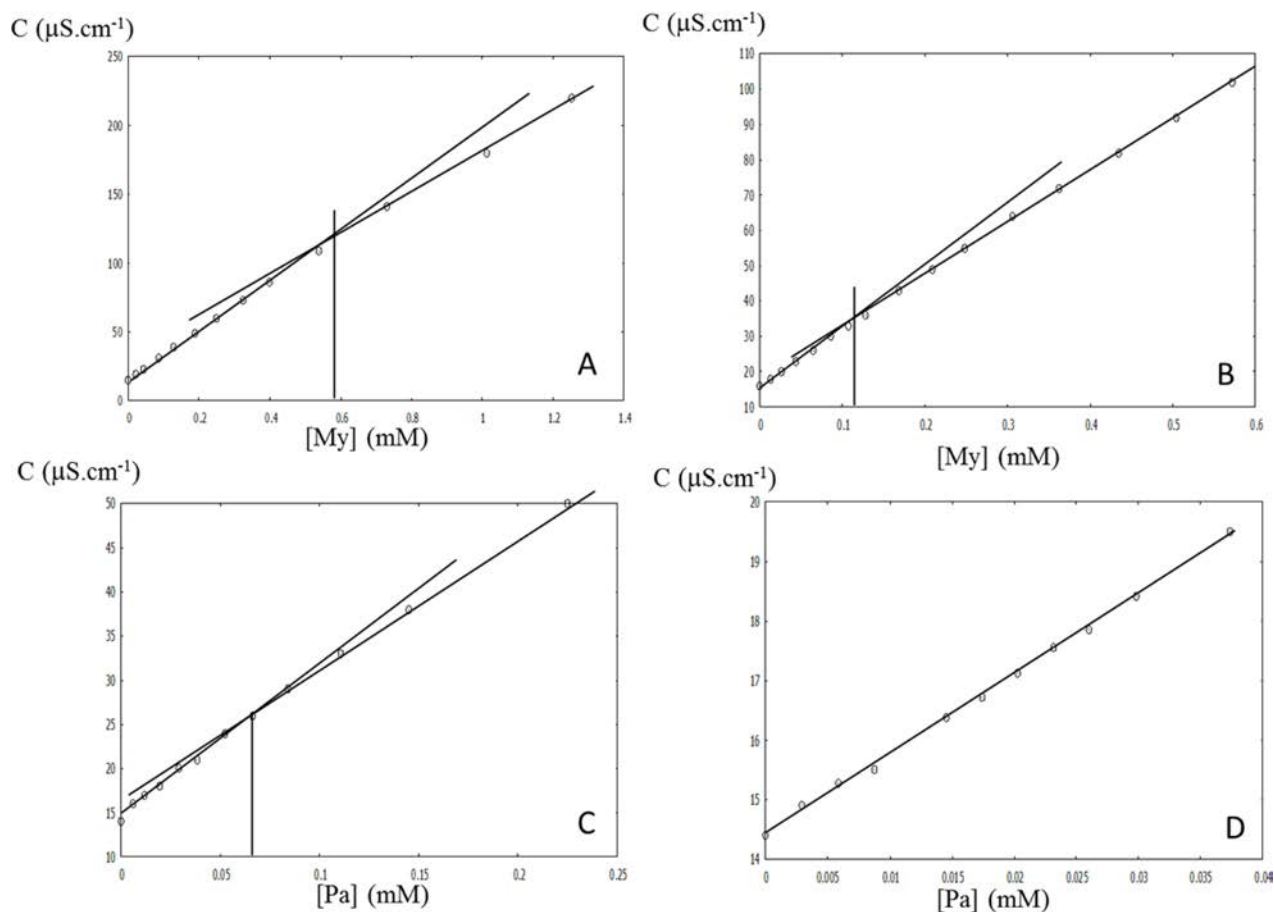 C (μS.cm-1)
250
200
150
100
50
0
0 0.2 0.4 0.6 0.8 1 1.2 1.4
[My] (mM)
A
C (μS.cm-1)
110
100
90
80
70
60
50
40
30
20
10
0 0.1 0.2 0.3 0.4 0.5 0.6
[My] (mM)
B
C (μS.cm-1)
50
45
40
35
30
25
20
15
10
0 0.05 0.1 0.15 0.2 0.25
[Pa] (mM)
C
C (μS.cm-1)
20
19
18
17
16
15
14
0 0.005 0.01 0.015 0.02 0.025 0.03 0.035 0.04
[Pa] (mM)
D